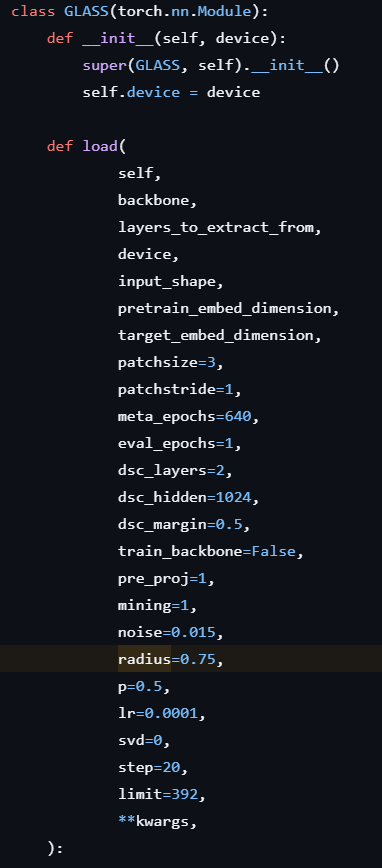 class GLASS(torch.nn.Module):
    def __init__(self, device):
        super(GLASS, self).__init__()
        self.device = device

    def load(
            self,
            backbone,
            layers_to_extract_from,
            device,
            input_shape,
            pretrain_embed_dimension,
            target_embed_dimension,
            patchsize=3,
            patchstride=1,
            meta_epochs=640,
            eval_epochs=1,
            dsc_layers=2,
            dsc_hidden=1024,
            dsc_margin=0.5,
            train_backbone=False,
            pre_proj=1,
            mining=1,
            noise=0.015,
            radius=0.75,
            p=0.5,
            lr=0.0001,
            svd=0,
            step=20,
            limit=392,
            **kwargs,
    ):